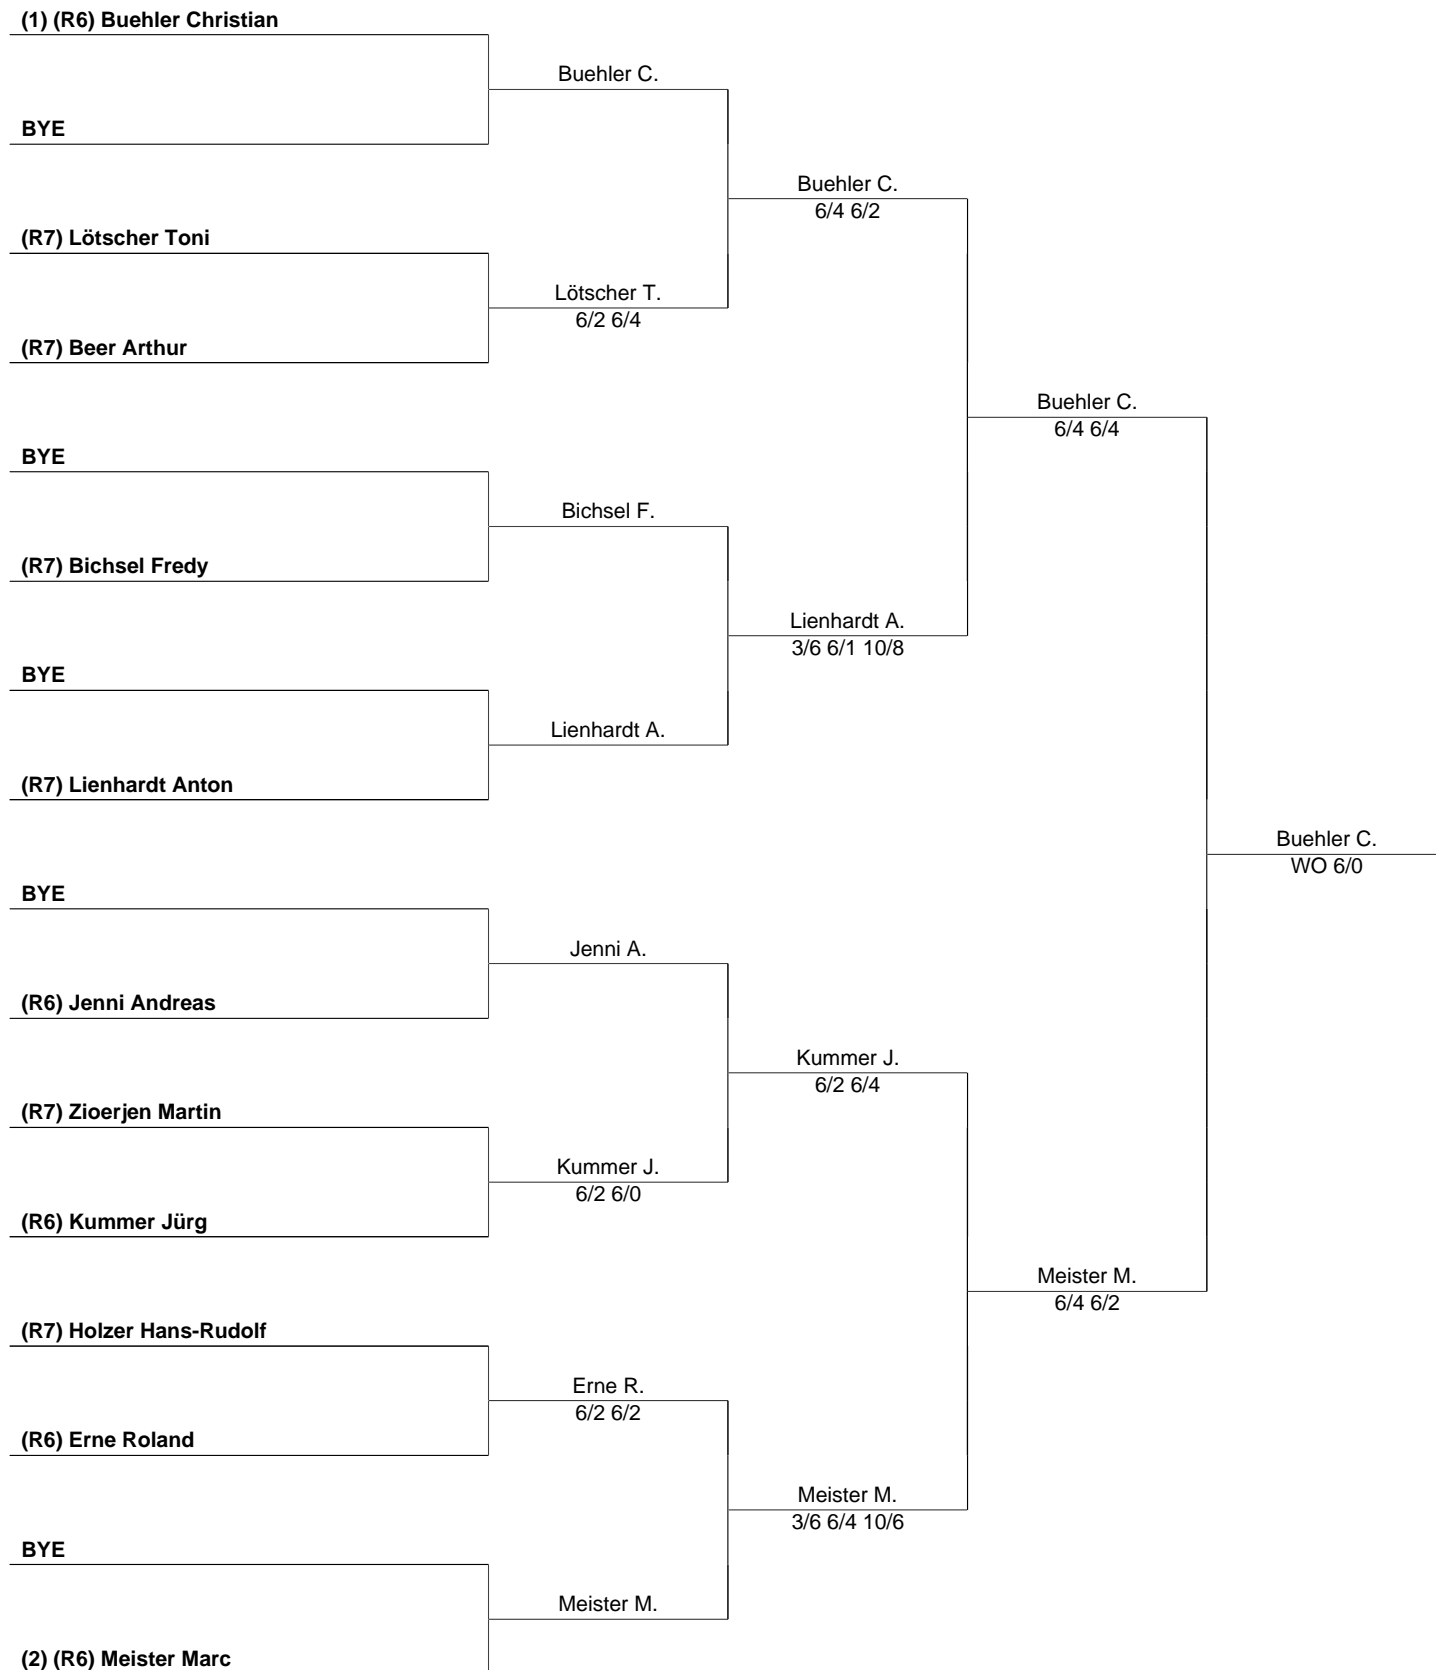 (1) (R6) Buehler Christian
Buehler C.
BYE
Buehler C.
6/4 6/2
(R7) Lötscher Toni
Lötscher T.
6/2 6/4
(R7) Beer Arthur
Buehler C.
6/4 6/4
BYE
Bichsel F.
(R7) Bichsel Fredy
Lienhardt A.
3/6 6/1 10/8
BYE
Lienhardt A.
(R7) Lienhardt Anton
Buehler C.
WO 6/0
BYE
Jenni A.
(R6) Jenni Andreas
Kummer J.
6/2 6/4
(R7) Zioerjen Martin
Kummer J.
6/2 6/0
(R6) Kummer Jürg
Meister M.
6/4 6/2
(R7) Holzer Hans-Rudolf
Erne R.
6/2 6/2
(R6) Erne Roland
Meister M.
3/6 6/4 10/6
BYE
Meister M.
(2) (R6) Meister Marc